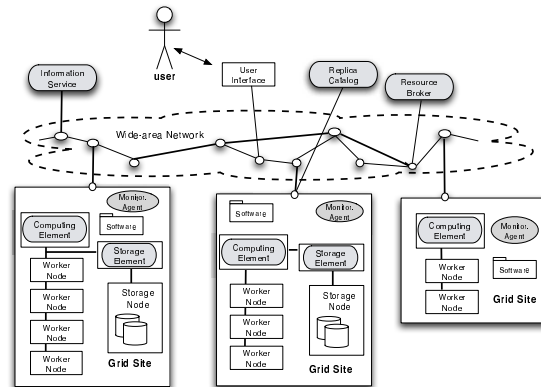 user
Information
Service
User
Interface
Replica
Catalog
Resource
Broker
Wide-area Network
Monitor.
Agent
Software
Computing
Element
Storage
Element
Worker
Node
Worker
Node
Worker
Node
Worker
Node
Storage
Node
Grid Site
Software
Monitor.
Agent
Computing
Element
Storage
Element
Worker
Node
Worker
Node
Worker
Node
Storage
Node
Grid Site
Computing
Element
Monitor.
Agent
Worker
Node
Worker
Node
Software
Grid Site